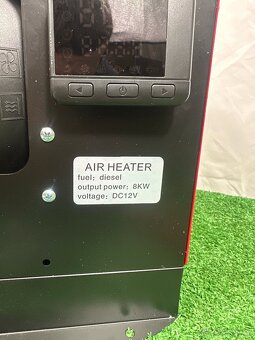 AIR HEATER
fuel: diesel
output power: 8KW
voltage: DC12V